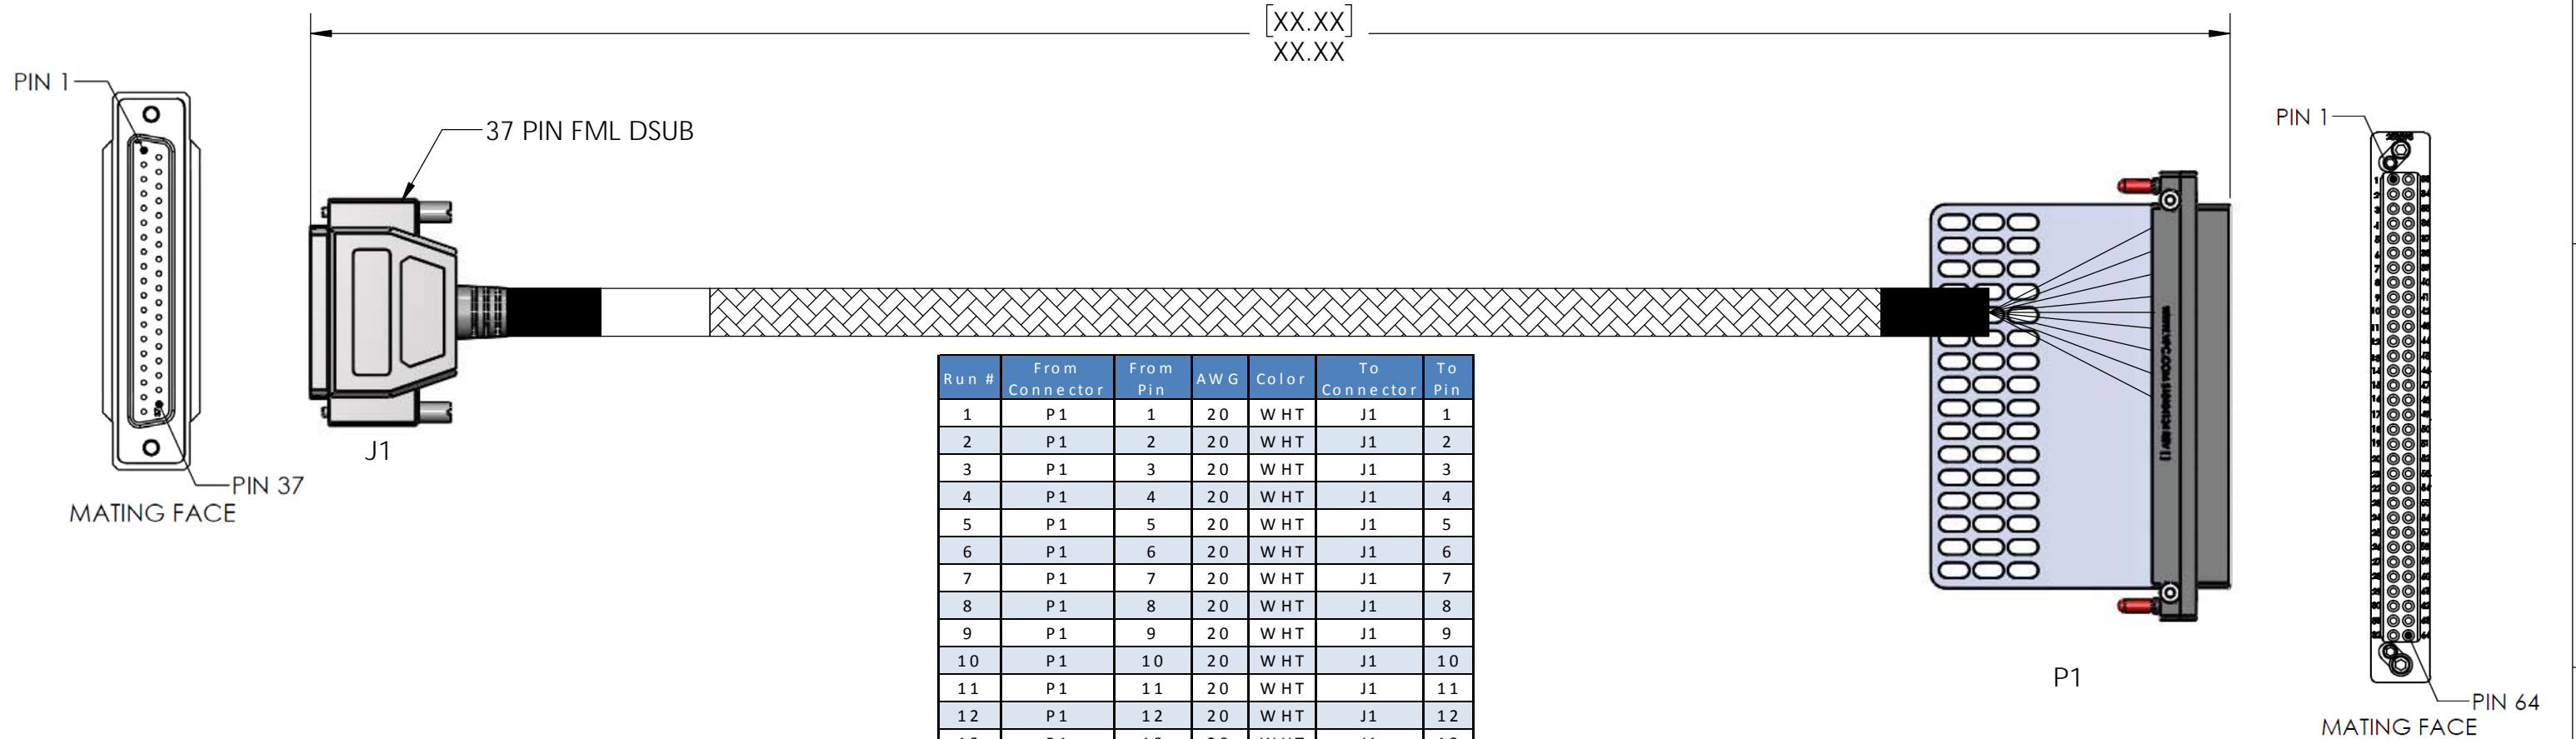 [XX.XX]
XX.XX
PIN 1
37 PIN FML DSUB
J1
PIN 37
MATING FACE
PIN 1
P1
PIN 64
MATING FACE
Run # From Connector From Pin AWG Color To Connector To Pin
1 P1 1 20 WHT J1 1
2 P1 2 20 WHT J1 2
3 P1 3 20 WHT J1 3
4 P1 4 20 WHT J1 4
5 P1 5 20 WHT J1 5
6 P1 6 20 WHT J1 6
7 P1 7 20 WHT J1 7
8 P1 8 20 WHT J1 8
9 P1 9 20 WHT J1 9
10 P1 10 20 WHT J1 10
11 P1 11 20 WHT J1 11
12 P1 12 20 WHT J1 12